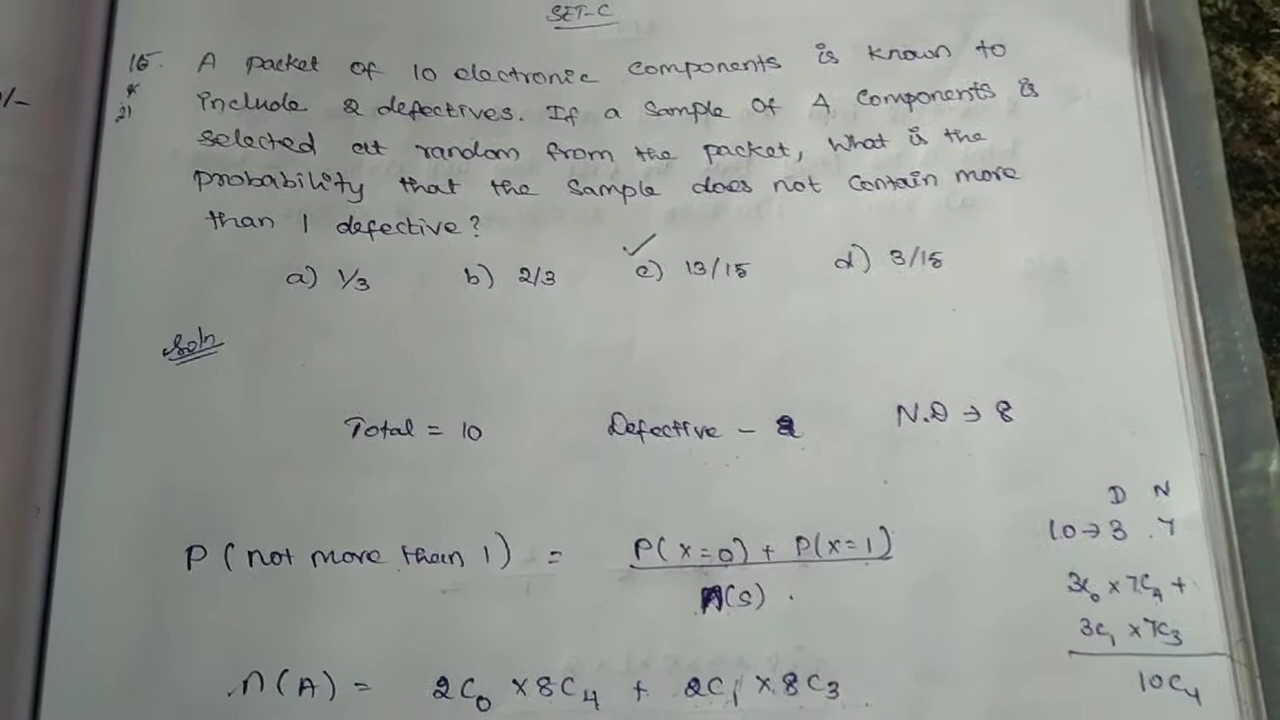 SET-C
15. A packet of 10 electronic components is known to
& 21 include 2 defectives. If a sample of 4 components is
selected at random from the packet, what is the
probability that the sample does not contain more
than 1 defective?
a) 1/3 b) 2/3 ✓ c) 13/15 d) 3/15
Soln
Total = 10 Defective - 2 N.D → 8
D N
10 → 3 . 7
P (not more than 1) = P(x=0) + P(x=1)
n(S) .
3C0 x 7C4 +
3C1 x 7C3
10C4
n(A) = 2C0 x 8C4 + 2C1 x 8C3